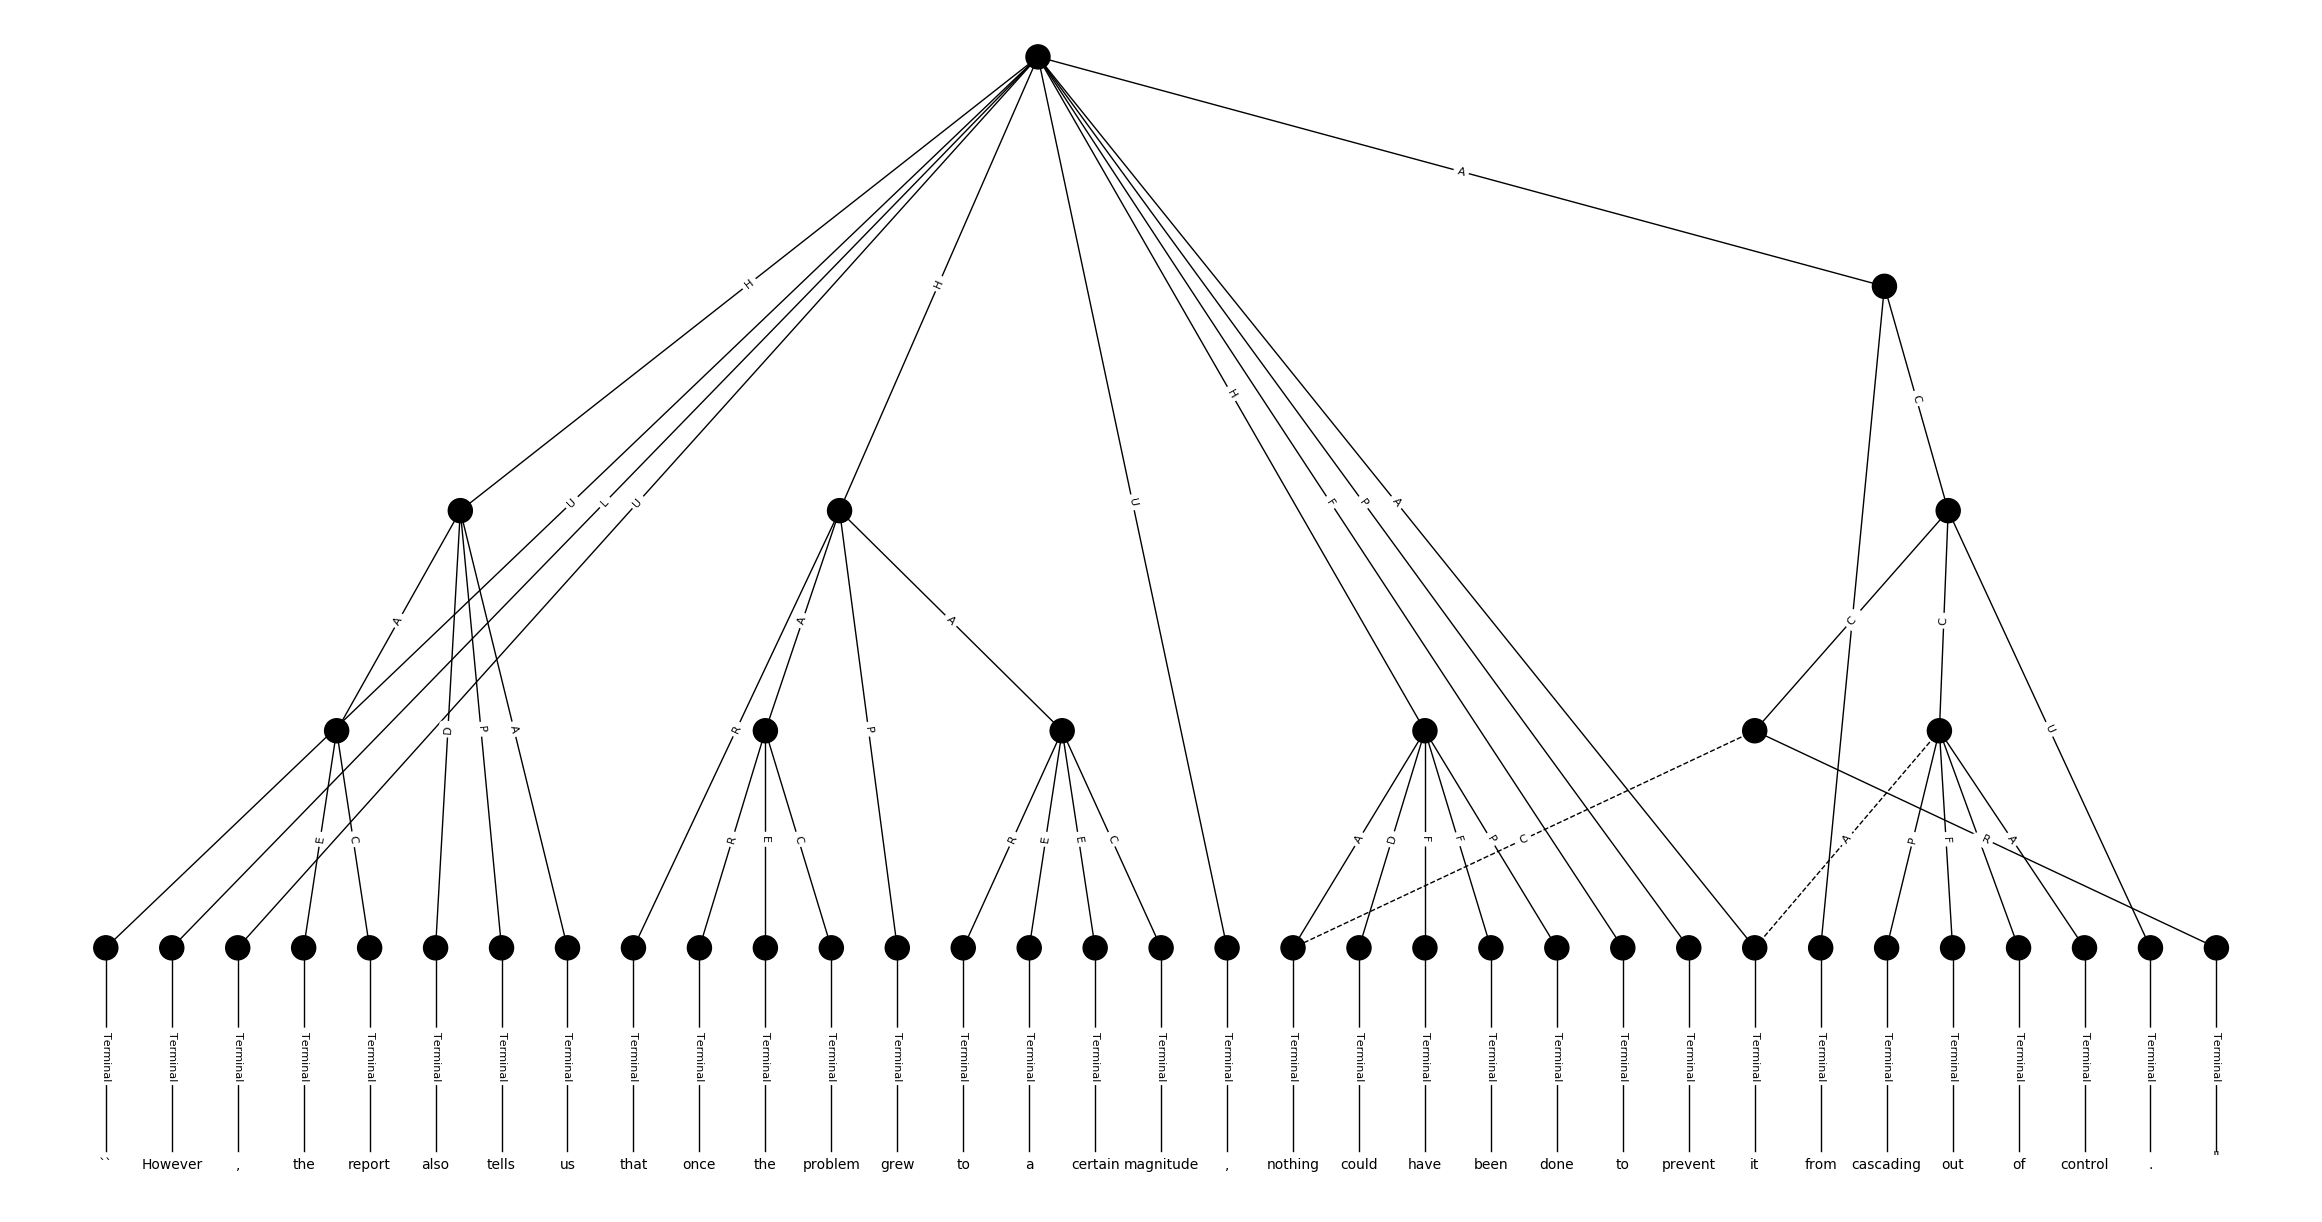 A
H
H
H
C
U
L
U
U
F
P
A
A
A
A
C
C
D
P
A
R
P
U
E
C
R
E
C
R
E
E
C
A
D
F
F
P
C
A
P
F
R
A
Terminal Terminal Terminal Terminal Terminal Terminal Terminal Terminal Terminal Terminal Terminal Terminal Terminal Terminal Terminal Terminal Terminal Terminal Terminal Terminal Terminal Terminal Terminal Terminal Terminal Terminal Terminal Terminal Terminal Terminal Terminal Terminal Terminal
`` However , the report also tells us that once the problem grew to a certain magnitude , nothing could have been done to prevent it from cascading out of control . "